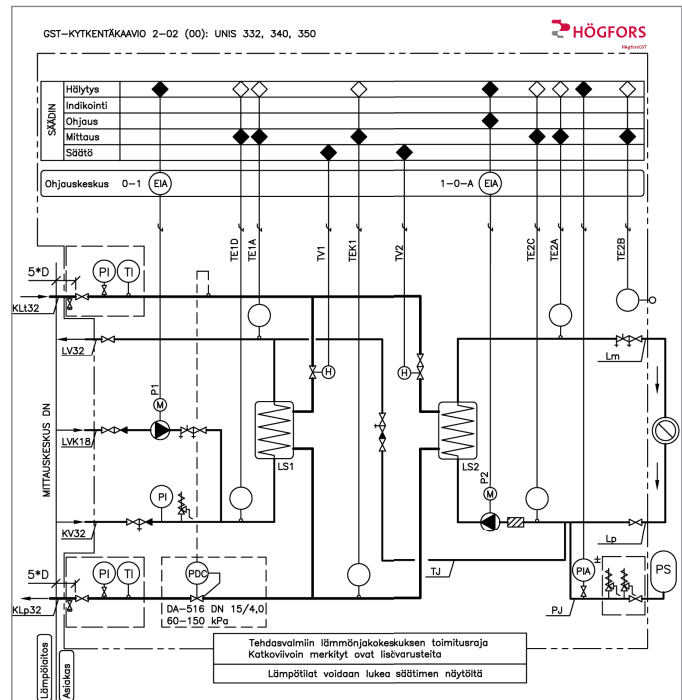 GST-KYTKENTÄKAAVIO 2-02 (00): UNIS 332, 340, 350
HÖGFORS
HögforsGST
SÄÄDIN
Hälytys
Indikointi
Ohjaus
Mittaus
Säätö
Ohjauskeskus 0-1 EIA 1-0-A EIA
TE1D
TE1A
TV1
TEK1
TV2
TE2C
TE2A
TE2B
5*D
PI
TI
KLt32
LV32
Lm
P1
M
H
H
MITTAUSKESKUS DN
LVK18
LS1
LS2
PI
P2
M
KV32
Lp
5*D
PI
TI
PDC
TJ
PIA
±
PS
KLp32
DA-516 DN 15/4,0
60-150 kPa
PJ
Lämpölaitos
Asiakas
Tehdasvalmiin lämmönjakokeskuksen toimitusraja
Katkoviivoin merkityt ovat lisävarusteita
Lämpötilat voidaan lukea säätimen näytöltä